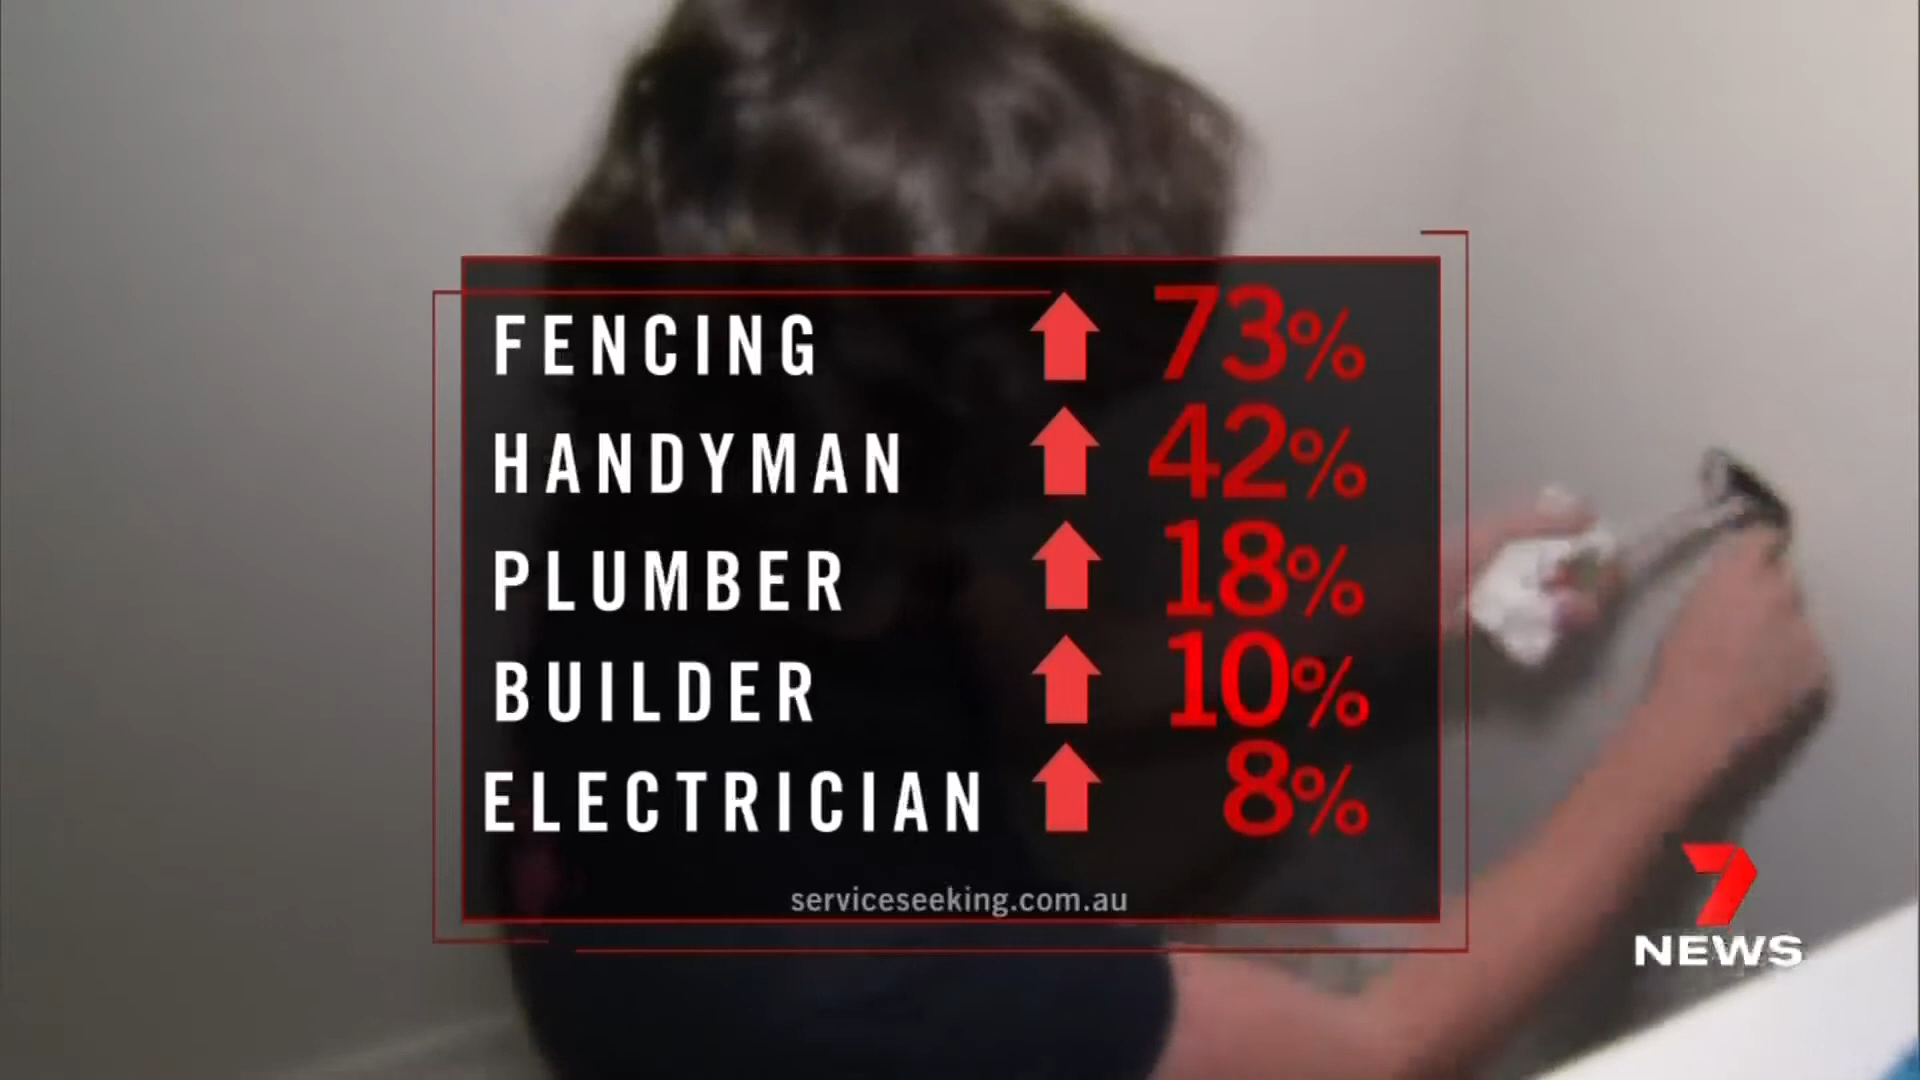 FENCING 73%
HANDYMAN 42%
PLUMBER 18%
BUILDER 10%
ELECTRICIAN 8%
serviceseeking.com.au
7
NEWS